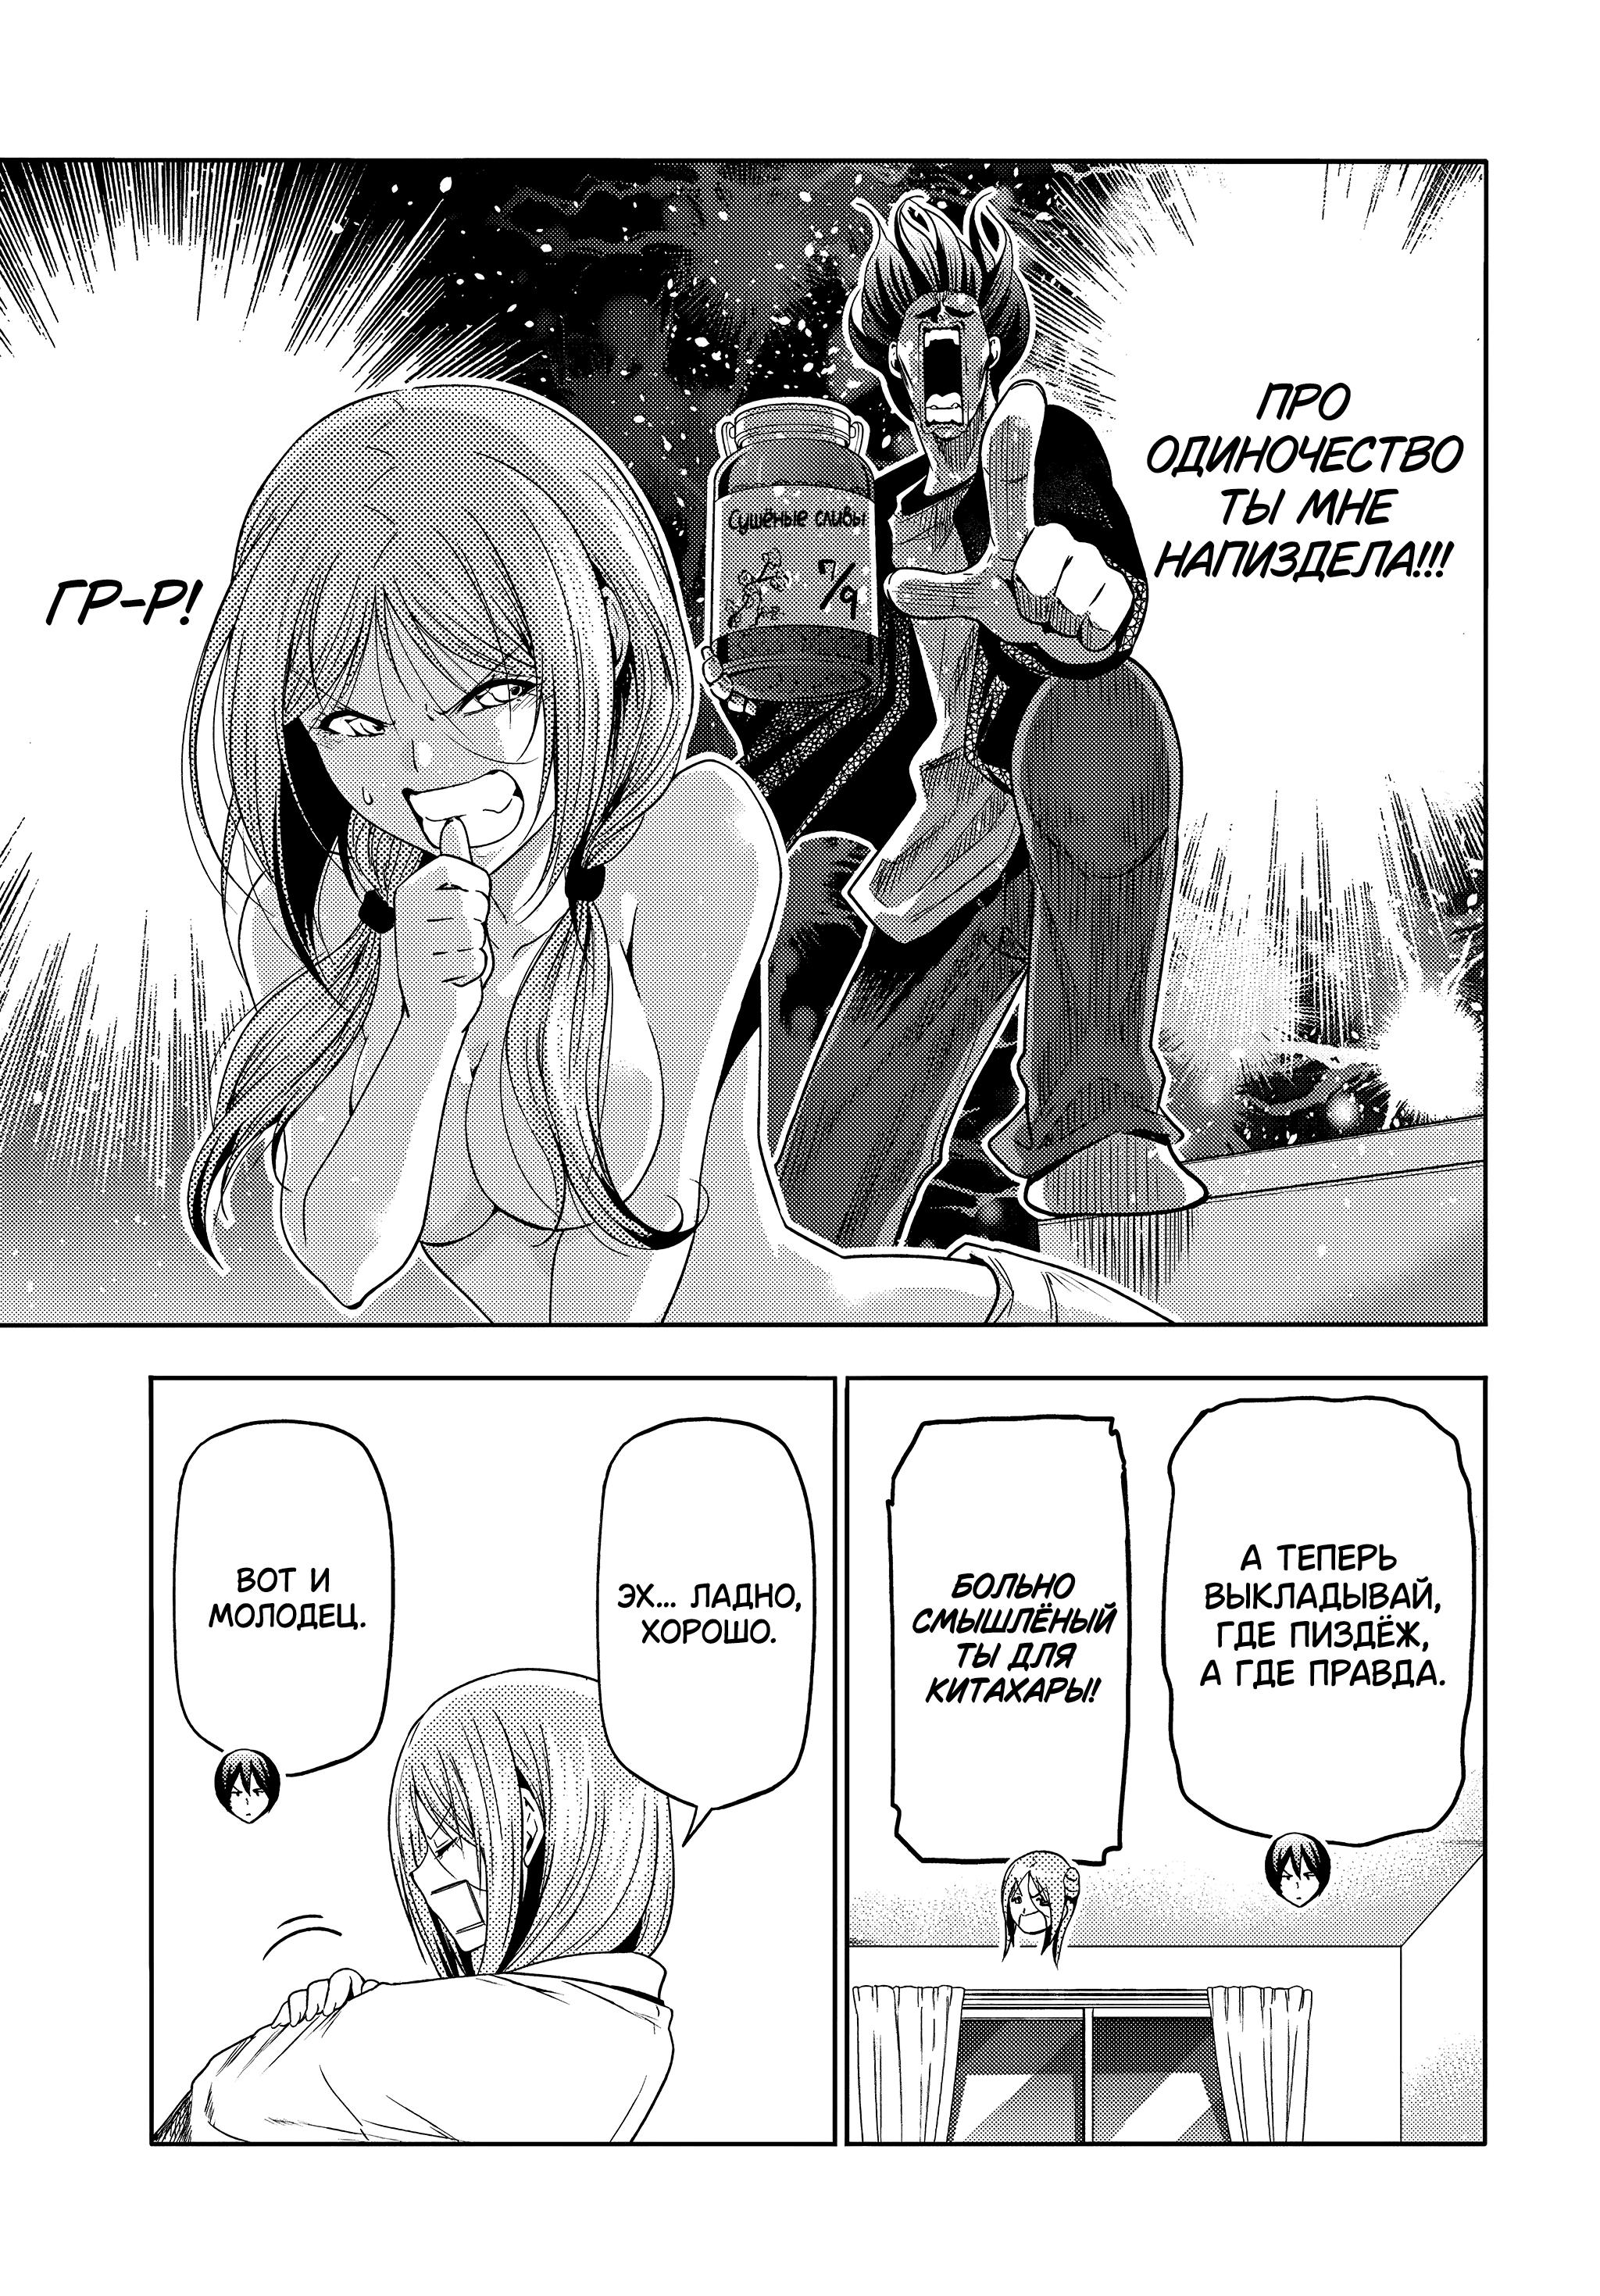 ПРО
ОДИНОЧЕСТВО
ТЫ МНЕ
НАПИЗДЕЛА!!!
Сушёные сливы
7/9
ГР-Р!
А ТЕПЕРЬ
ВЫКЛАДЫВАЙ,
ГДЕ ПИЗДЁЖ,
А ГДЕ ПРАВДА.
БОЛЬНО
СМЫШЛЁНЫЙ
ТЫ ДЛЯ
КИТАХАРЫ!
ЭХ... ЛАДНО,
ХОРОШО.
ВОТ И
МОЛОДЕЦ.